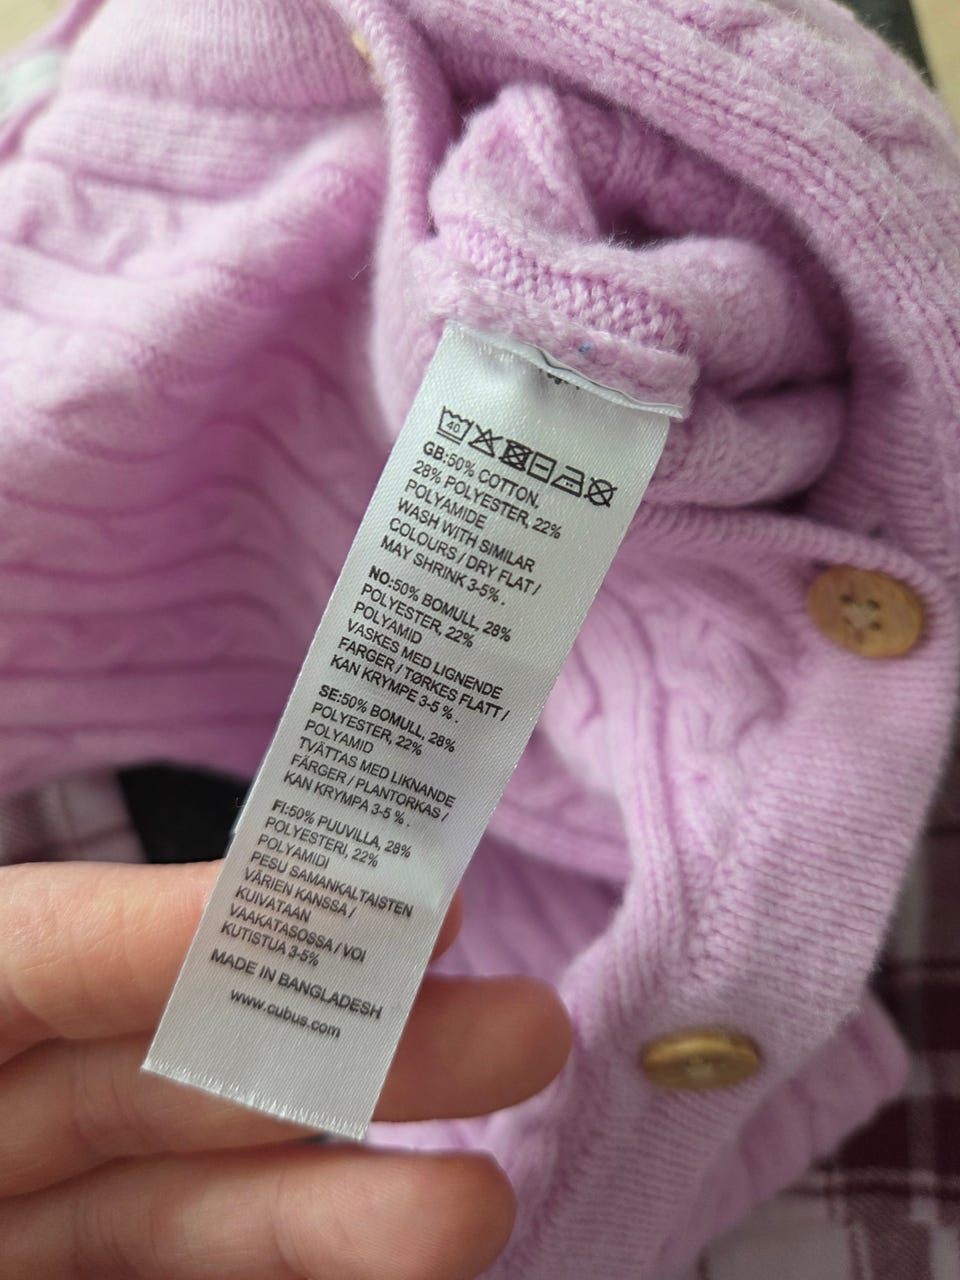 40
GB:50% COTTON,
28% POLYESTER, 22%
POLYAMIDE
WASH WITH SIMILAR
COLOURS / DRY FLAT /
MAY SHRINK 3-5% .
NO:50% BOMULL, 28%
POLYESTER, 22%
POLYAMID
VASKES MED LIGNENDE
FARGER / TØRKES FLATT /
KAN KRYMPE 3-5 % .
SE:50% BOMULL, 28%
POLYESTER, 22%
POLYAMID
TVÄTTAS MED LIKNANDE
FÄRGER / PLANTORKAS /
KAN KRYMPA 3-5 % .
FI:50% PUUVILLA, 28%
POLYESTERI, 22%
POLYAMIDI
PESU SAMANKALTAISTEN
VÄRIEN KANSSA /
KUIVATAAN
VAAKATASOSSA / VOI
KUTISTUA 3-5%
MADE IN BANGLADESH
www.cubus.com